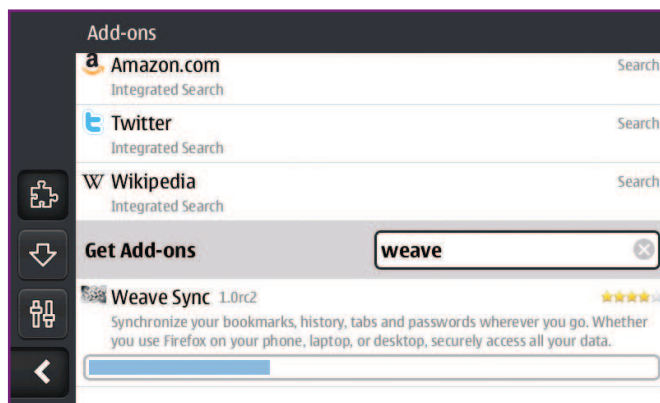 Add-ons
Amazon.com
Search
Integrated Search
Twitter
Search
Integrated Search
Wikipedia
Search
Integrated Search
Get Add-ons
weave
Weave Sync 1.0rc2
Synchronize your bookmarks, history, tabs and passwords wherever you go. Whether
you use Firefox on your phone, laptop, or desktop, securely access all your data.